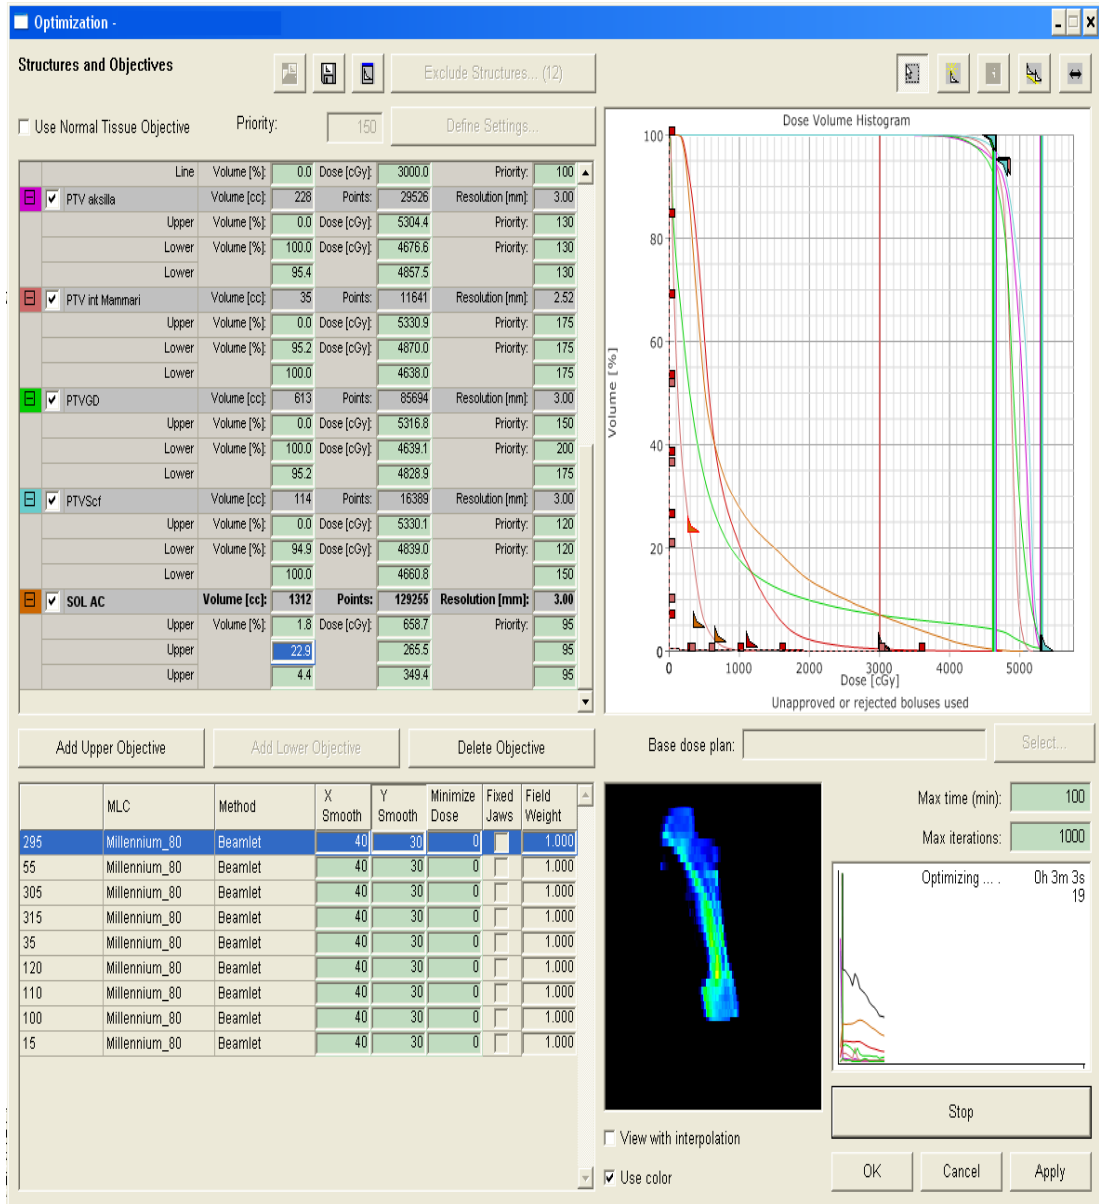 Optimization -
Structures and Objectives
Exclude Structures... (12)
Use Normal Tissue Objective Priority: 150 Define Settings...
Line Volume [%]: 0.0 Dose [cGy]: 3000.0 Priority: 100
PTV aksilla Volume [cc]: 228 Points: 29526 Resolution [mm]: 3.00
Upper Volume [%]: 0.0 Dose [cGy]: 5304.4 Priority: 130
Lower Volume [%]: 100.0 Dose [cGy]: 4676.6 Priority: 130
Lower 95.4 4857.5 130
PTV int Mammari Volume [cc]: 35 Points: 11641 Resolution [mm]: 2.52
Upper Volume [%]: 0.0 Dose [cGy]: 5330.9 Priority: 175
Lower Volume [%]: 95.2 Dose [cGy]: 4870.0 Priority: 175
Lower 100.0 4638.0 175
PTVGD Volume [cc]: 613 Points: 85694 Resolution [mm]: 3.00
Upper Volume [%]: 0.0 Dose [cGy]: 5316.8 Priority: 150
Lower Volume [%]: 100.0 Dose [cGy]: 4639.1 Priority: 200
Lower 95.2 4828.9 175
PTVScf Volume [cc]: 114 Points: 16389 Resolution [mm]: 3.00
Upper Volume [%]: 0.0 Dose [cGy]: 5330.1 Priority: 120
Lower Volume [%]: 94.9 Dose [cGy]: 4839.0 Priority: 120
Lower 100.0 4660.8 150
SOL AC Volume [cc]: 1312 Points: 129255 Resolution [mm]: 3.00
Upper Volume [%]: 1.8 Dose [cGy]: 658.7 Priority: 95
Upper 22.9 265.5 95
Upper 4.4 349.4 95
Dose Volume Histogram
100
80
60
40
20
0
Volume [%]
0 1000 2000 3000 4000 5000
Dose [cGy]
Unapproved or rejected boluses used
Add Upper Objective Add Lower Objective Delete Objective
Base dose plan: Select...
MLC Method X Smooth Y Smooth Minimize Dose Fixed Jaws Field Weight
295 Millennium_80 Beamlet 40 30 0 1.000
55 Millennium_80 Beamlet 40 30 0 1.000
305 Millennium_80 Beamlet 40 30 0 1.000
315 Millennium_80 Beamlet 40 30 0 1.000
35 Millennium_80 Beamlet 40 30 0 1.000
120 Millennium_80 Beamlet 40 30 0 1.000
110 Millennium_80 Beamlet 40 30 0 1.000
100 Millennium_80 Beamlet 40 30 0 1.000
15 Millennium_80 Beamlet 40 30 0 1.000
Max time (min): 100
Max iterations: 1000
Optimizing ... . 0h 3m 3s
19
View with interpolation
Use color
Stop
OK Cancel Apply